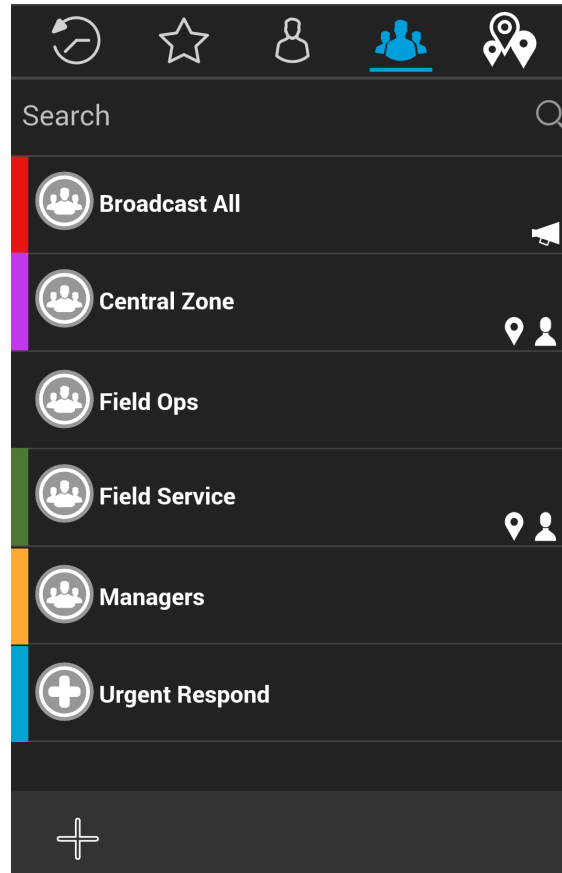 Search
Broadcast All
Central Zone
Field Ops
Field Service
Managers
Urgent Respond